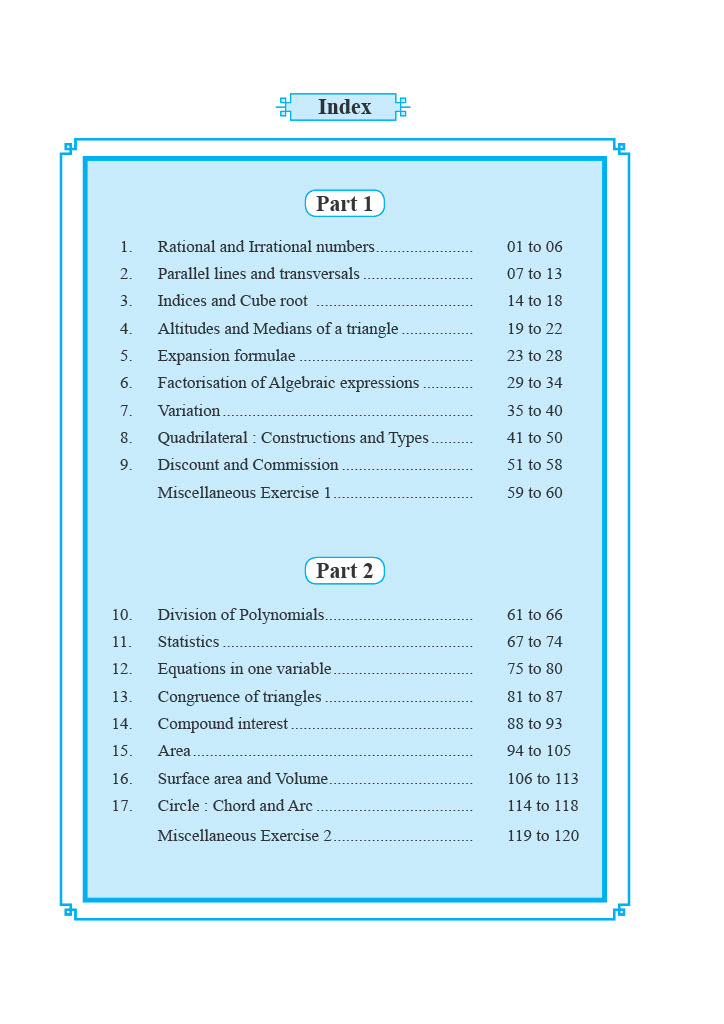 Index
Part 1
1. Rational and Irrational numbers....................... 01 to 06
2. Parallel lines and transversals .......................... 07 to 13
3. Indices and Cube root ..................................... 14 to 18
4. Altitudes and Medians of a triangle ................. 19 to 22
5. Expansion formulae ......................................... 23 to 28
6. Factorisation of Algebraic expressions ............ 29 to 34
7. Variation ........................................................... 35 to 40
8. Quadrilateral : Constructions and Types .......... 41 to 50
9. Discount and Commission ............................... 51 to 58
Miscellaneous Exercise 1................................. 59 to 60
Part 2
10. Division of Polynomials................................... 61 to 66
11. Statistics ........................................................... 67 to 74
12. Equations in one variable................................. 75 to 80
13. Congruence of triangles ................................... 81 to 87
14. Compound interest ........................................... 88 to 93
15. Area .................................................................. 94 to 105
16. Surface area and Volume.................................. 106 to 113
17. Circle : Chord and Arc ..................................... 114 to 118
Miscellaneous Exercise 2................................. 119 to 120